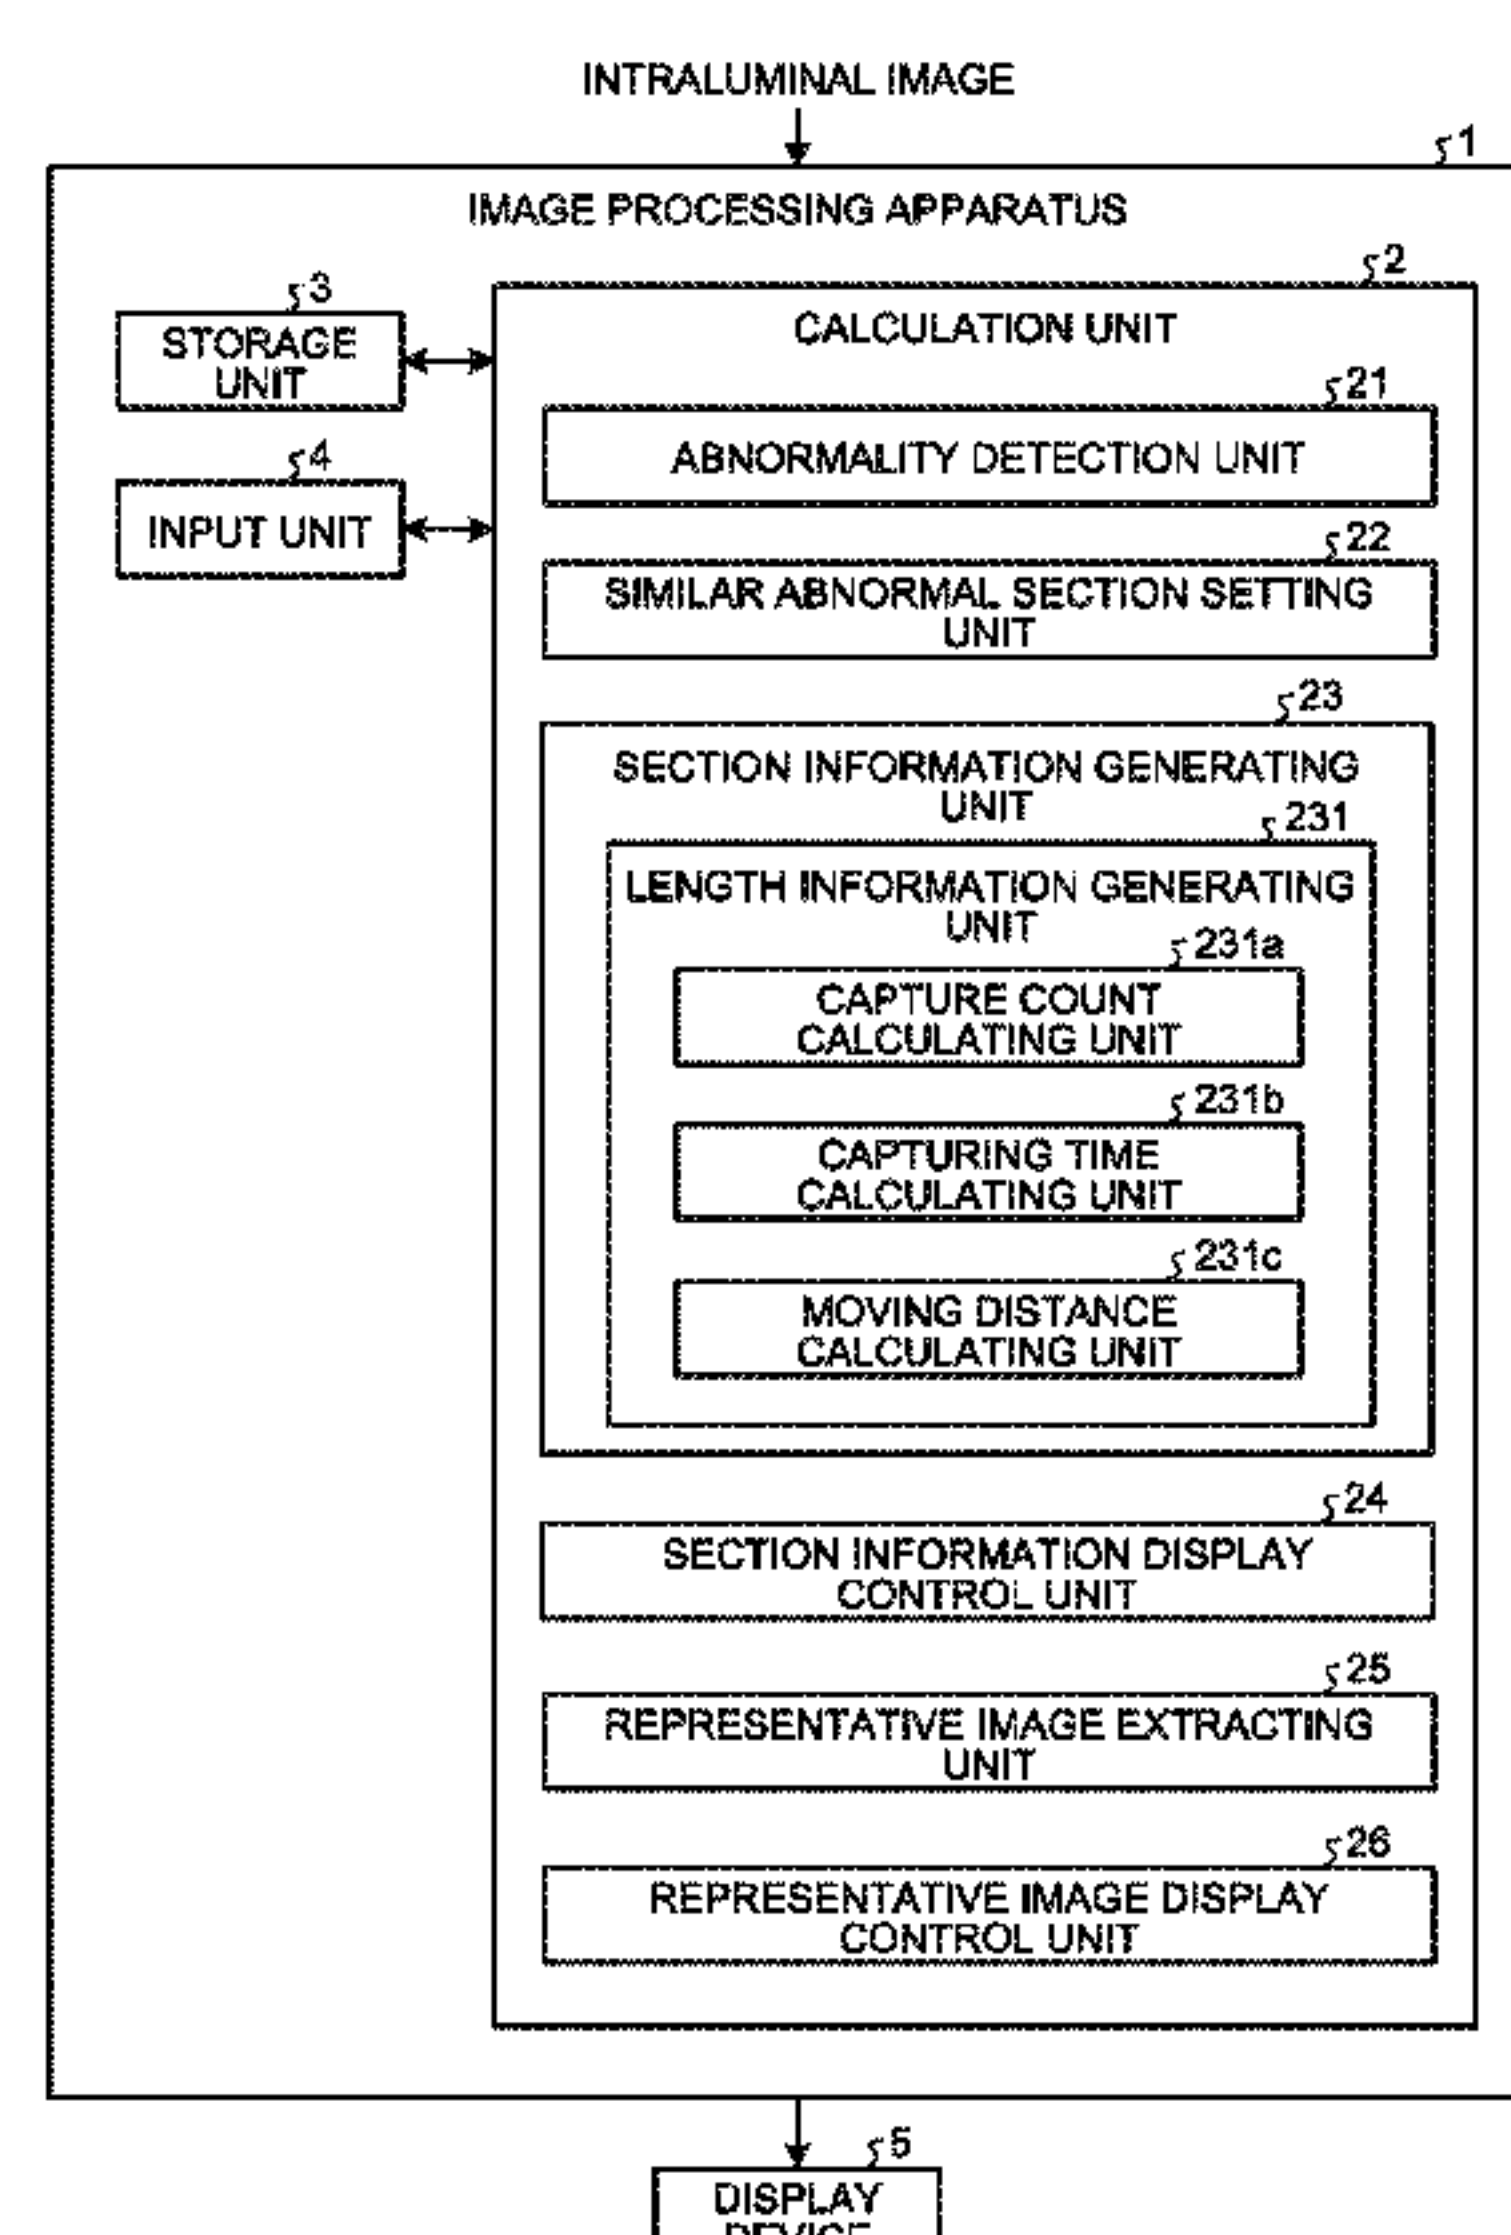 INTRALUMINAL IMAGE
1
IMAGE PROCESSING APPARATUS
2
3
STORAGE
UNIT
4
INPUT UNIT
CALCULATION UNIT
21
ABNORMALITY DETECTION UNIT
22
SIMILAR ABNORMAL SECTION SETTING
UNIT
23
SECTION INFORMATION GENERATING
UNIT
231
LENGTH INFORMATION GENERATING
UNIT
231a
CAPTURE COUNT
CALCULATING UNIT
231b
CAPTURING TIME
CALCULATING UNIT
231c
MOVING DISTANCE
CALCULATING UNIT
24
SECTION INFORMATION DISPLAY
CONTROL UNIT
25
REPRESENTATIVE IMAGE EXTRACTING
UNIT
26
REPRESENTATIVE IMAGE DISPLAY
CONTROL UNIT
5
DISPLAY
DEVICE